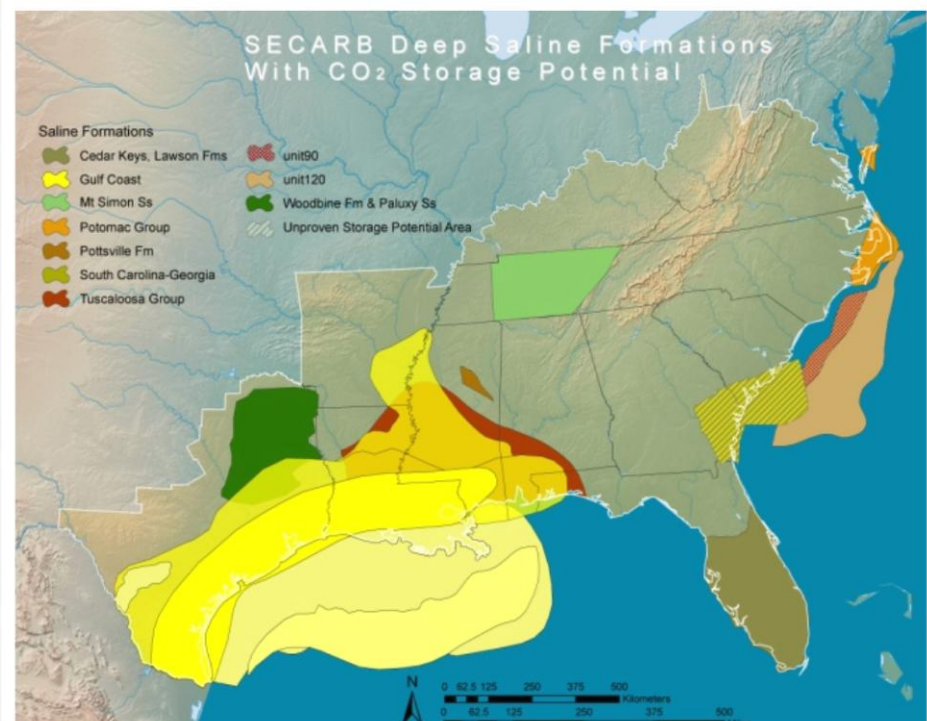 SECARB Deep Saline Formations
With CO2 Storage Potential
Saline Formations
Cedar Keys, Lawson Fms
Gulf Coast
Mt Simon Ss
Potomac Group
Pottsville Fm
South Carolina-Georgia
Tuscaloosa Group
unit90
unit120
Woodbine Fm & Paluxy Ss
Unproven Storage Potential Area
N
0 62.5 125 250 375 500
Kilometers
0 62.5 125 250 375 500